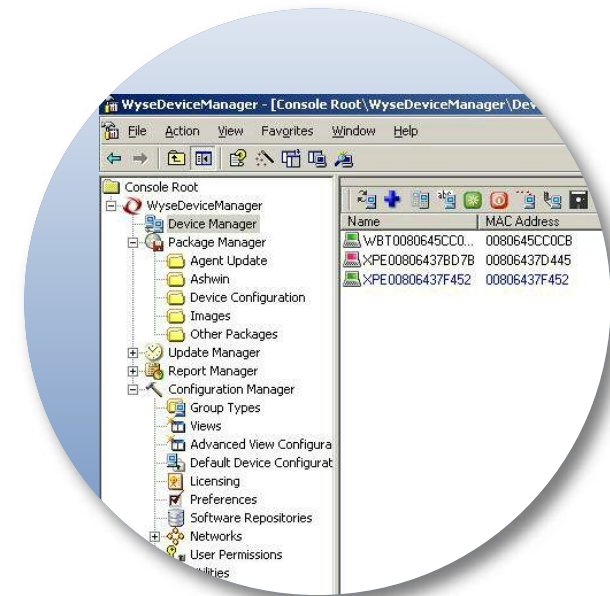 WyseDeviceManager - [Console Root\WyseDeviceManager\Dev
File Action View Favorites Window Help
Console Root
WyseDeviceManager
Device Manager
Package Manager
Agent Update
Ashwin
Device Configuration
Images
Other Packages
Update Manager
Report Manager
Configuration Manager
Group Types
Views
Advanced View Configura
Default Device Configurat
Licensing
Preferences
Software Repositories
Networks
User Permissions
Name MAC Address
WBT0080645CC0... 0080645CC0CB
XPE00806437BD7B 00806437D445
XPE00806437F452 00806437F452